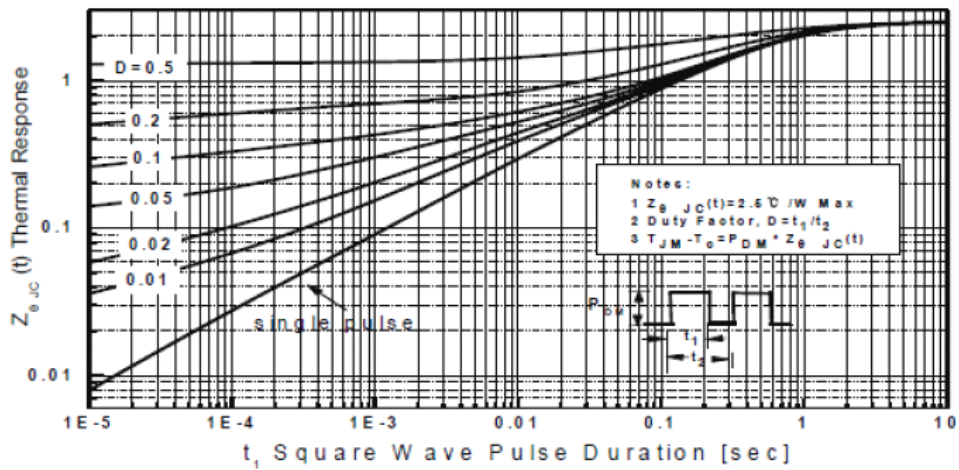 Z θ JC (t) Thermal Response
1
0.1
0.01
D=0.5
0.2
0.1
0.05
0.02
0.01
single pulse
Notes:
1 Z θ JC (t)=2.5℃/W Max
2 Duty Factor, D=t1/t2
3 TJM-Tc=PDM*Z θ JC(t)
PDM
t1
t2
1E-5
1E-4
1E-3
0.01
0.1
1
10
t1 Square Wave Pulse Duration [sec]